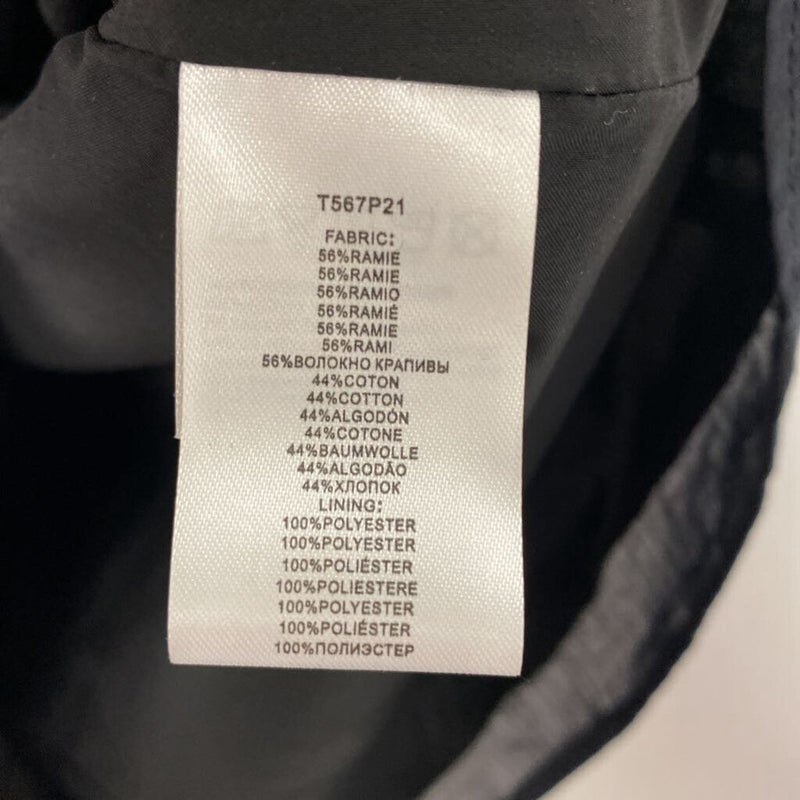 T567P21
FABRIC:
56%RAMIE
56%RAMIE
56%RAMIO
56%RAMIÉ
56%RAMIE
56%RAMI
56%ВОЛОКНО КРАПИВЫ
44%COTON
44%COTTON
44%ALGODÓN
44%COTONE
44%BAUMWOLLE
44%ALGODÃO
44%ХЛОПОК
LINING:
100%POLYESTER
100%POLYESTER
100%POLIÉSTER
100%POLIESTERE
100%POLYESTER
100%POLIÉSTER
100%ПОЛИЭСТЕР